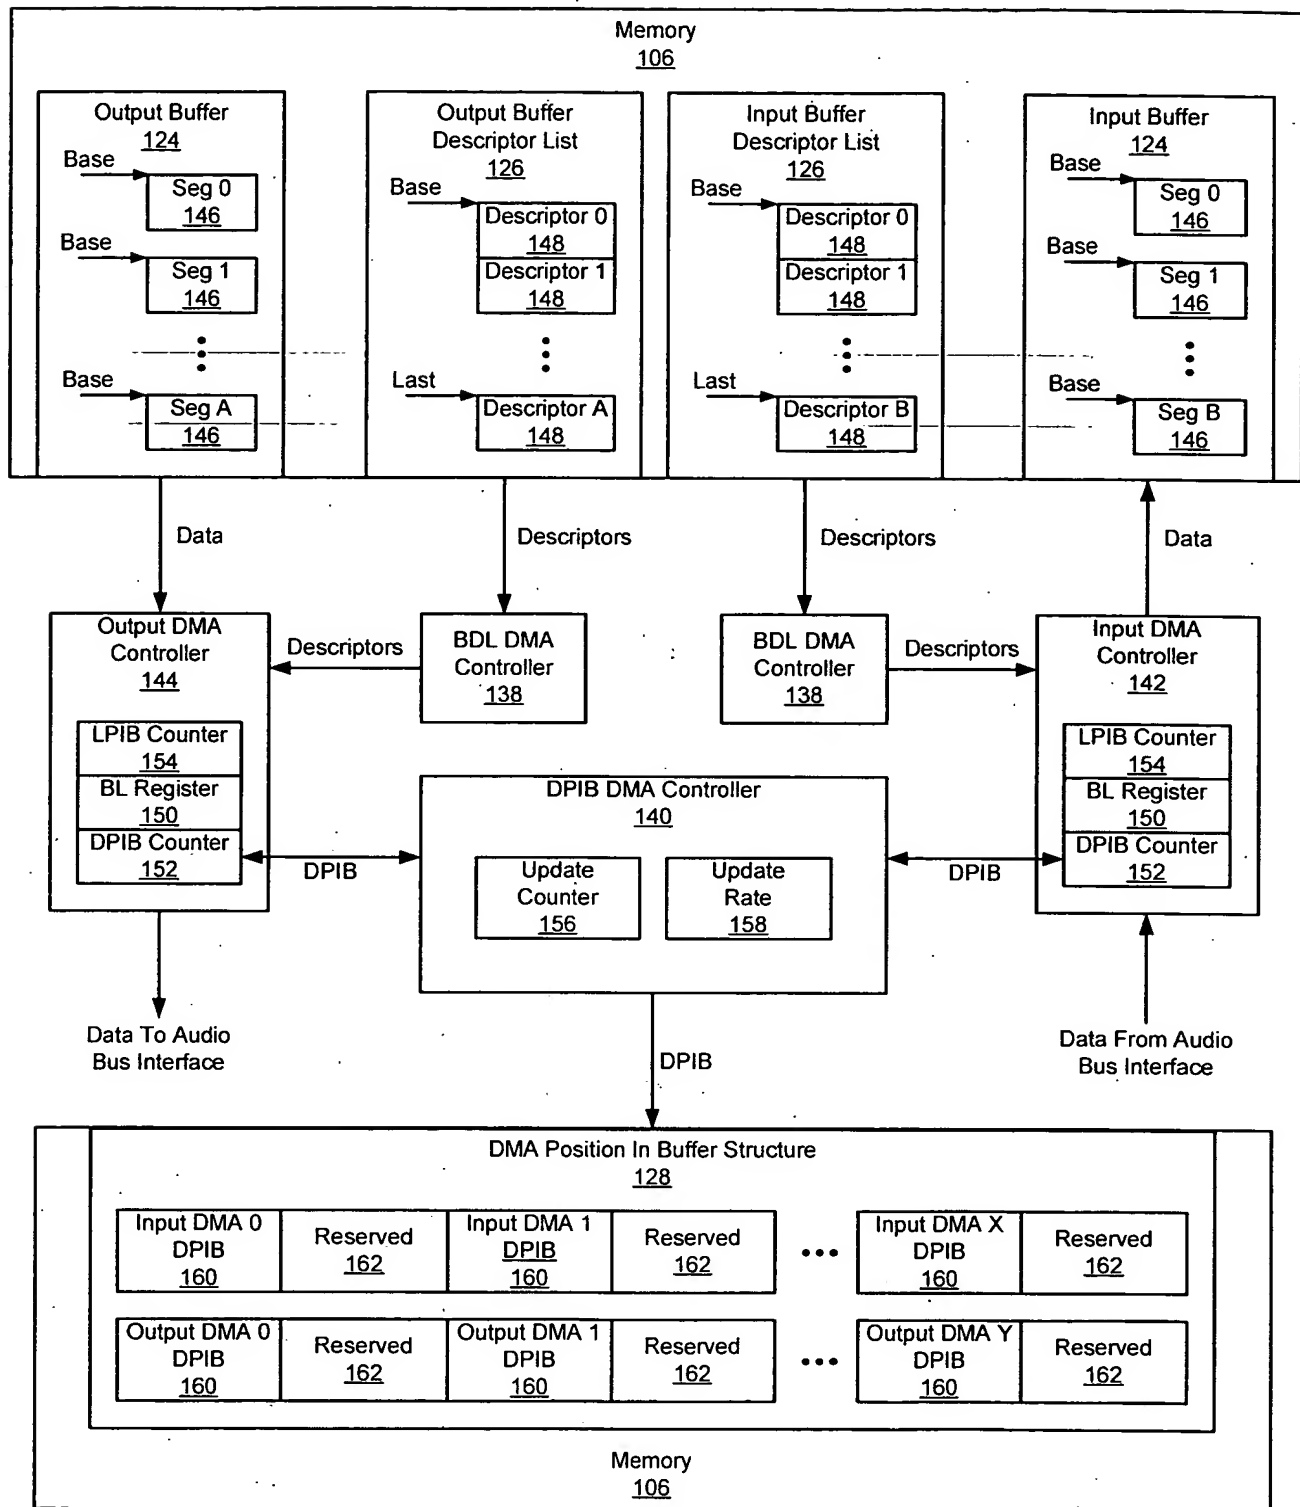 Memory
106
Output Buffer
124
Base
Seg 0
146
Base
Seg 1
146
Base
Seg A
146
Output Buffer
Descriptor List
126
Base
Descriptor 0
148
Descriptor 1
148
Last
Descriptor A
148
Input Buffer
Descriptor List
126
Base
Descriptor 0
148
Descriptor 1
148
Last
Descriptor B
148
Input Buffer
124
Base
Seg 0
146
Base
Seg 1
146
Base
Seg B
146
Data
Descriptors
Descriptors
Data
Output DMA
Controller
144
LPIB Counter
154
BL Register
150
DPIB Counter
152
Descriptors
BDL DMA
Controller
138
BDL DMA
Controller
138
Descriptors
Input DMA
Controller
142
LPIB Counter
154
BL Register
150
DPIB Counter
152
DPIB
DPIB DMA Controller
140
Update
Counter
156
Update
Rate
158
DPIB
Data To Audio
Bus Interface
DPIB
Data From Audio
Bus Interface
DMA Position In Buffer Structure
128
Input DMA 0
DPIB
160
Reserved
162
Input DMA 1
DPIB
160
Reserved
162
Input DMA X
DPIB
160
Reserved
162
Output DMA 0
DPIB
160
Reserved
162
Output DMA 1
DPIB
160
Reserved
162
Output DMA Y
DPIB
160
Reserved
162
Memory
106